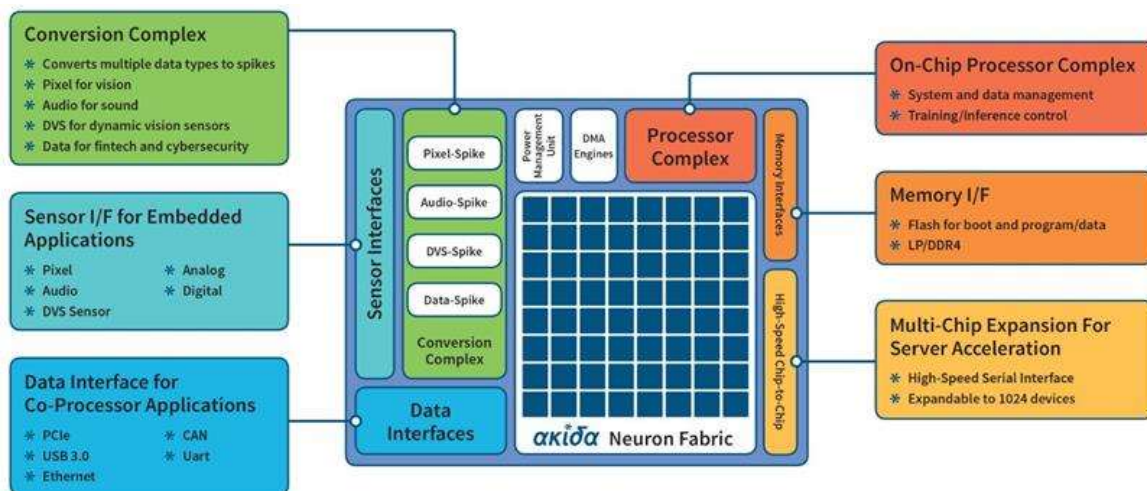 Conversion Complex
* Converts multiple data types to spikes
* Pixel for vision
* Audio for sound
* DVS for dynamic vision sensors
* Data for fintech and cybersecurity
Sensor I/F for Embedded
Applications
* Pixel
* Audio
* DVS Sensor
* Analog
* Digital
Data Interface for
Co-Processor Applications
* PCIe
* USB 3.0
* Ethernet
* CAN
* Uart
Sensor Interfaces
Pixel-Spike
Audio-Spike
DVS-Spike
Data-Spike
Conversion
Complex
Data
Interfaces
Power
Management
Unit
DMA
Engines
Processor
Complex
Memory Interfaces
High-Speed Chip-to-Chip
ακίδα Neuron Fabric
On-Chip Processor Complex
* System and data management
* Training/Inference control
Memory I/F
* Flash for boot and program/data
* LP/DDR4
Multi-Chip Expansion For
Server Acceleration
* High-Speed Serial Interface
* Expandable to 1024 devices